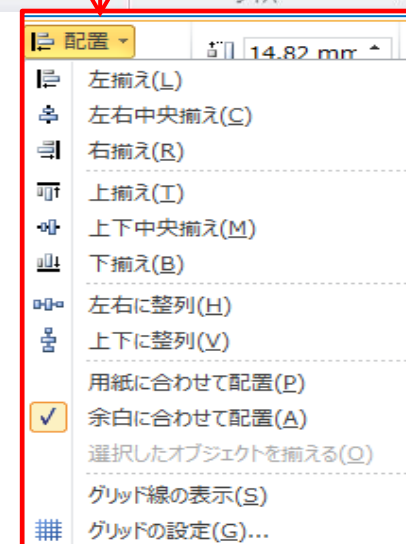 配置
14.82 mm
左揃え(L)
左右中央揃え(C)
右揃え(R)
上揃え(T)
上下中央揃え(M)
下揃え(B)
左右に整列(H)
上下に整列(V)
用紙に合わせて配置(P)
余白に合わせて配置(A)
選択したオブジェクトを揃える(O)
グリッド線の表示(S)
グリッドの設定(G)...